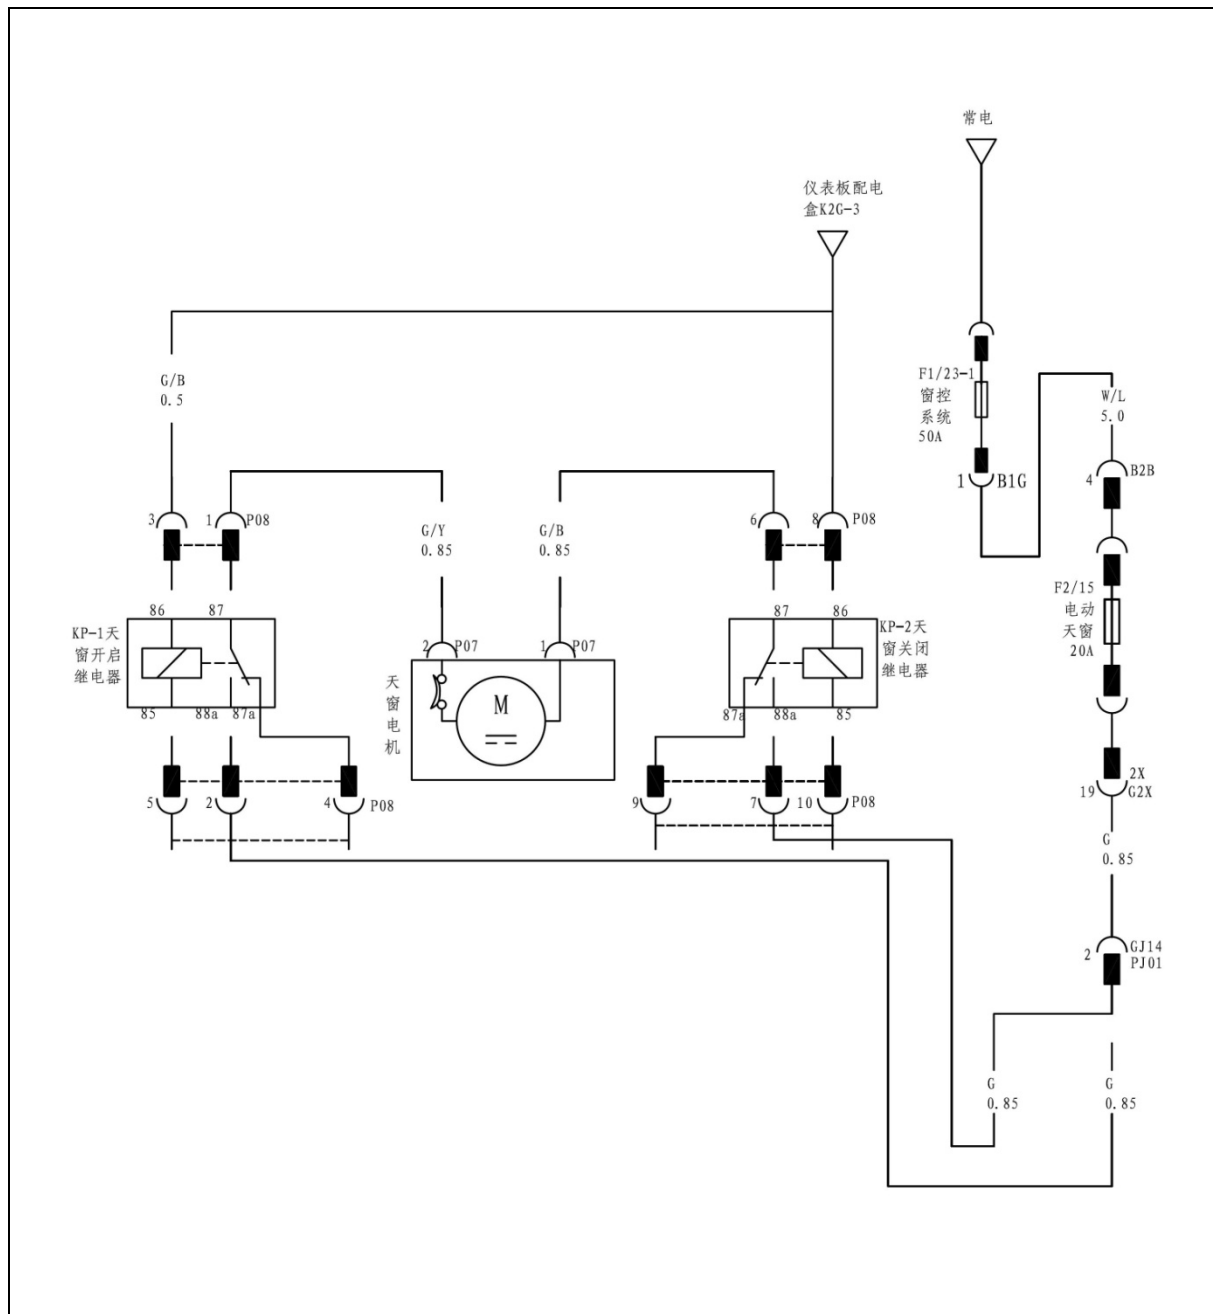 常电
仪表板配电
盒K2G-3
G/B
0.5
F1/23-1
窗控
系统
50A
W/L
5.0
1
B1G
4
B2B
3
1
P08
G/Y
0.85
G/B
0.85
6
8
P08
F2/15
电动
天窗
20A
86
87
KP-1天
窗开启
继电器
85
88a
87a
2
P07
1
P07
天
窗
电
机
M
87
86
KP-2天
窗关闭
继电器
87a
88a
85
5
2
4
P08
9
7
10
P08
2X
19
G2X
G
0.85
2
GJ14
PJ01
G
0.85
G
0.85